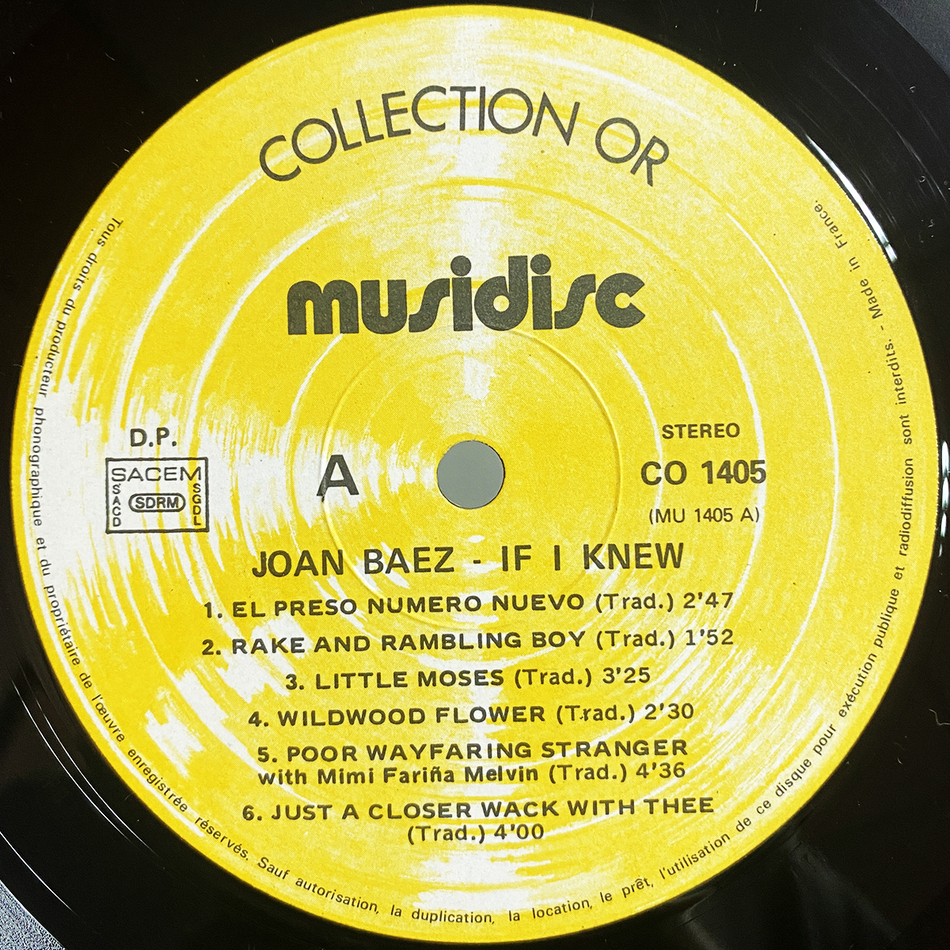 COLLECTION OR
musidisc
D.P.
SACEM
SACD
SDRM
SGDL
A
STEREO
CO 1405
(MU 1405 A)
JOAN BAEZ - IF I KNEW
1. EL PRESO NUMERO NUEVO (Trad.) 2'47
2. RAKE AND RAMBLING BOY (Trad.) 1'52
3. LITTLE MOSES (Trad.) 3'25
4. WILDWOOD FLOWER (Trad.) 2'30
5. POOR WAYFARING STRANGER
with Mimi Fariña Melvin (Trad.) 4'36
6. JUST A CLOSER WACK WITH THEE
(Trad.) 4'00
Tous droits du producteur phonographique et du propriétaire de l'œuvre enregistrée réservés. Sauf autorisation, la duplication, la location, le prêt, l'utilisation de ce disque pour exécution publique et radiodiffusion sont interdits. - Made in France.